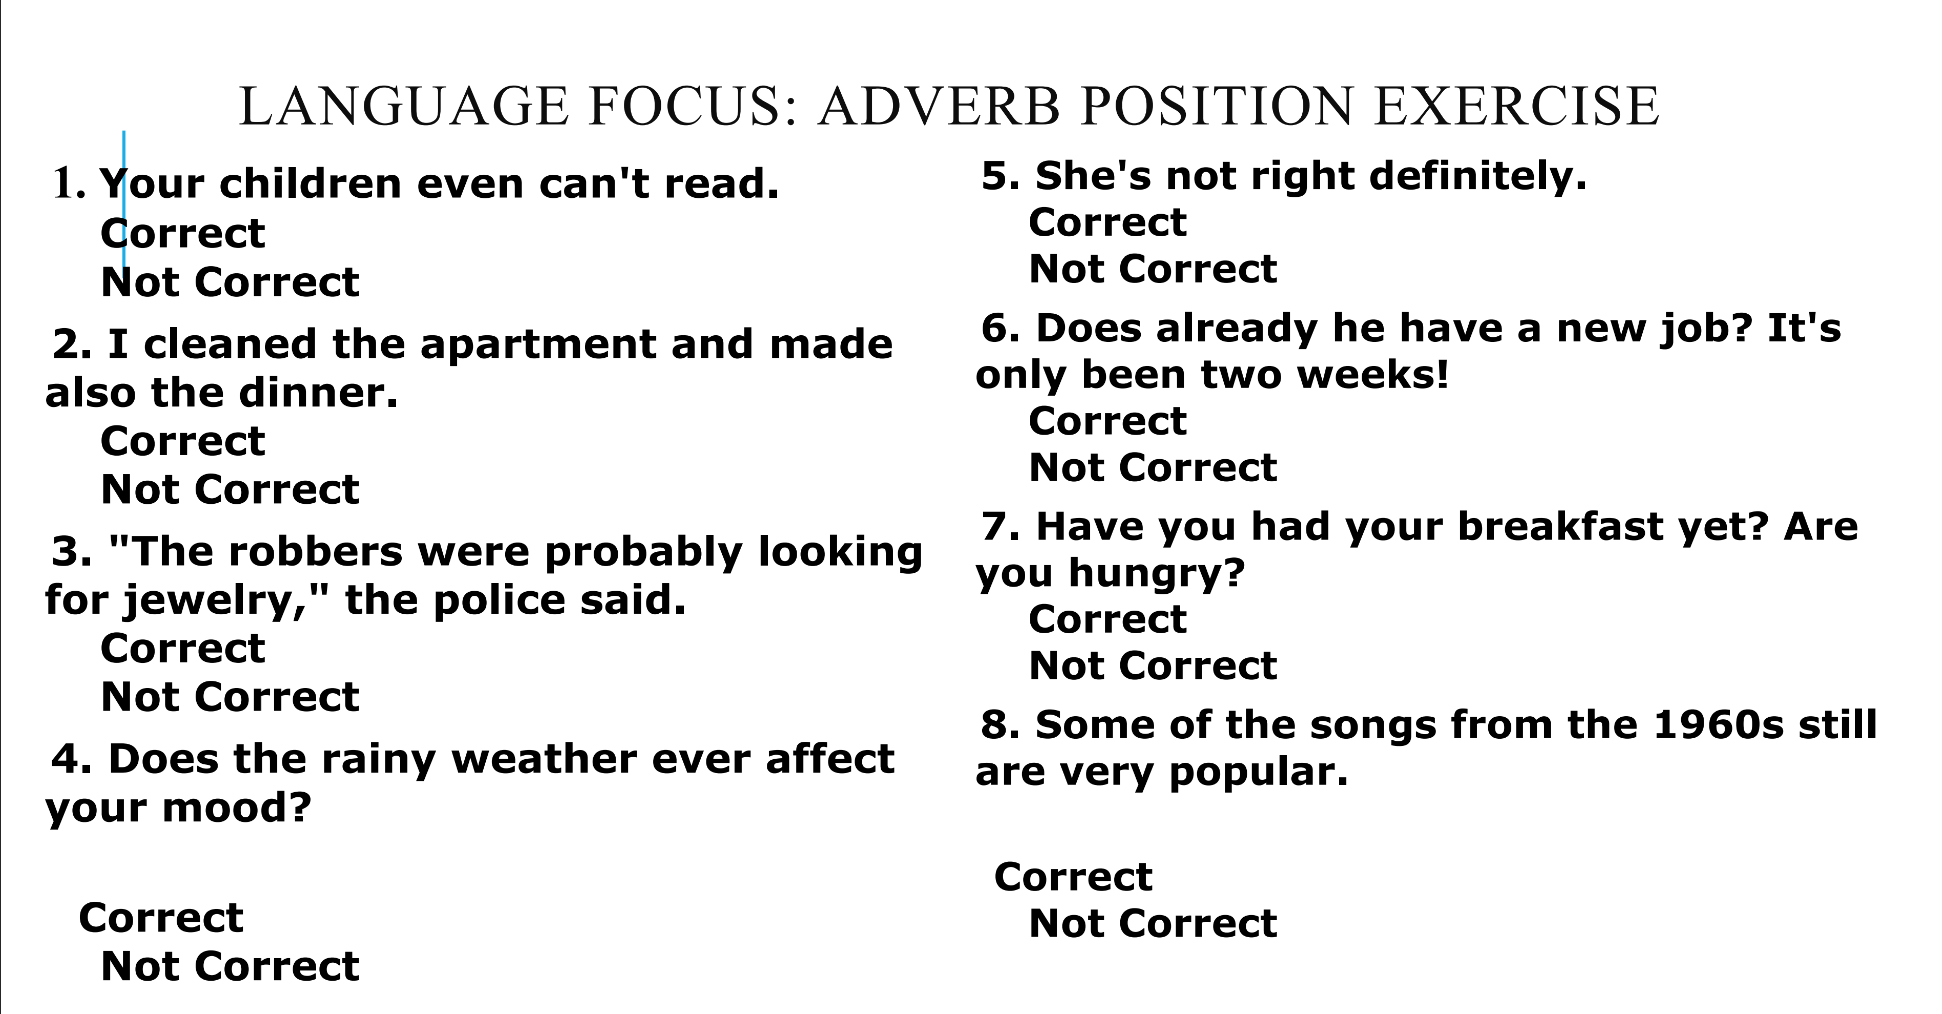 LANGUAGE FOCUS: ADVERB POSITION EXERCISE
1. Your children even can't read.
Correct
Not Correct
2. I cleaned the apartment and made
also the dinner.
Correct
Not Correct
3. "The robbers were probably looking
for jewelry," the police said.
Correct
Not Correct
4. Does the rainy weather ever affect
your mood?
Correct
Not Correct
5. She's not right definitely.
Correct
Not Correct
6. Does already he have a new job? It's
only been two weeks!
Correct
Not Correct
7. Have you had your breakfast yet? Are
you hungry?
Correct
Not Correct
8. Some of the songs from the 1960s still
are very popular.
Correct
Not Correct